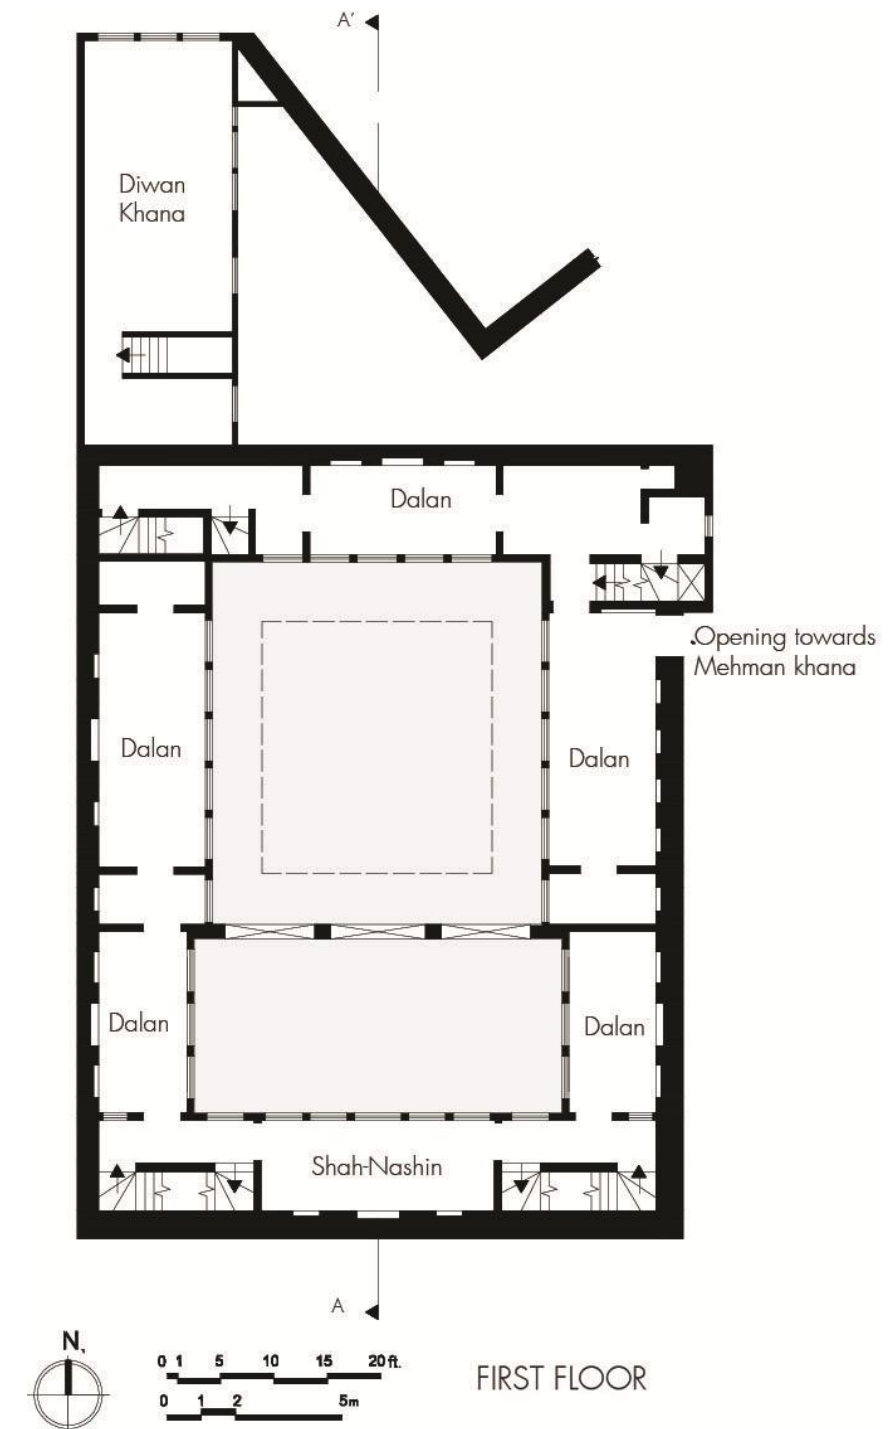 A'
Diwan
Khana
Dalan
Opening towards
Mehman khana
Dalan
Dalan
Dalan
Dalan
Shah-Nashin
A
N
0 1 5 10 15 20 ft.
0 1 2 5m
FIRST FLOOR